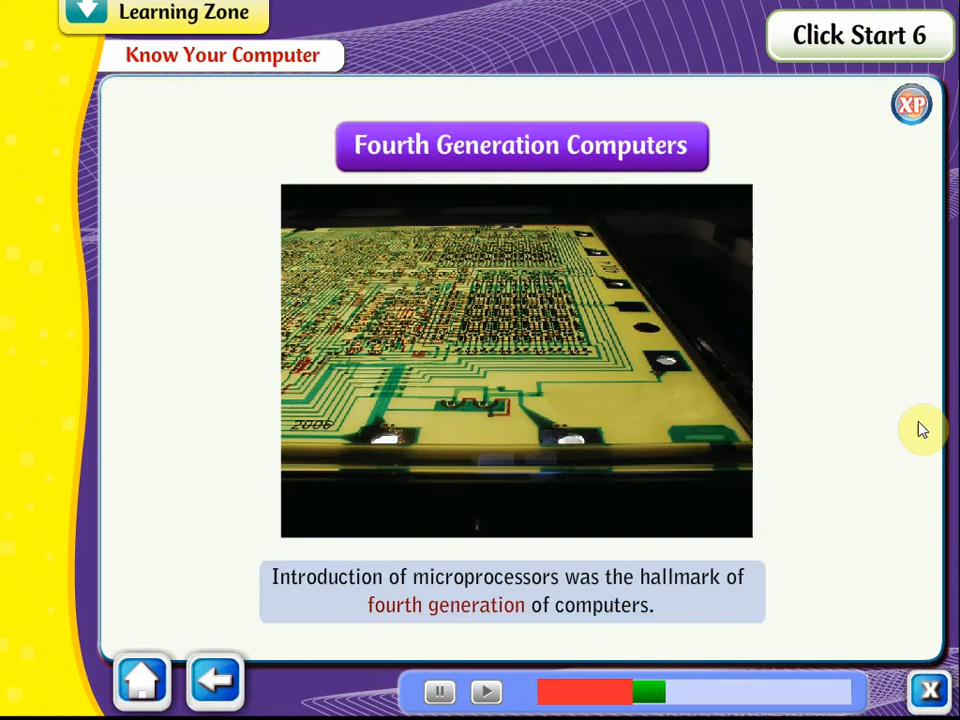 Learning Zone
Click Start 6
Know Your Computer
XP
Fourth Generation Computers
2006
Introduction of microprocessors was the hallmark of
fourth generation of computers.
X